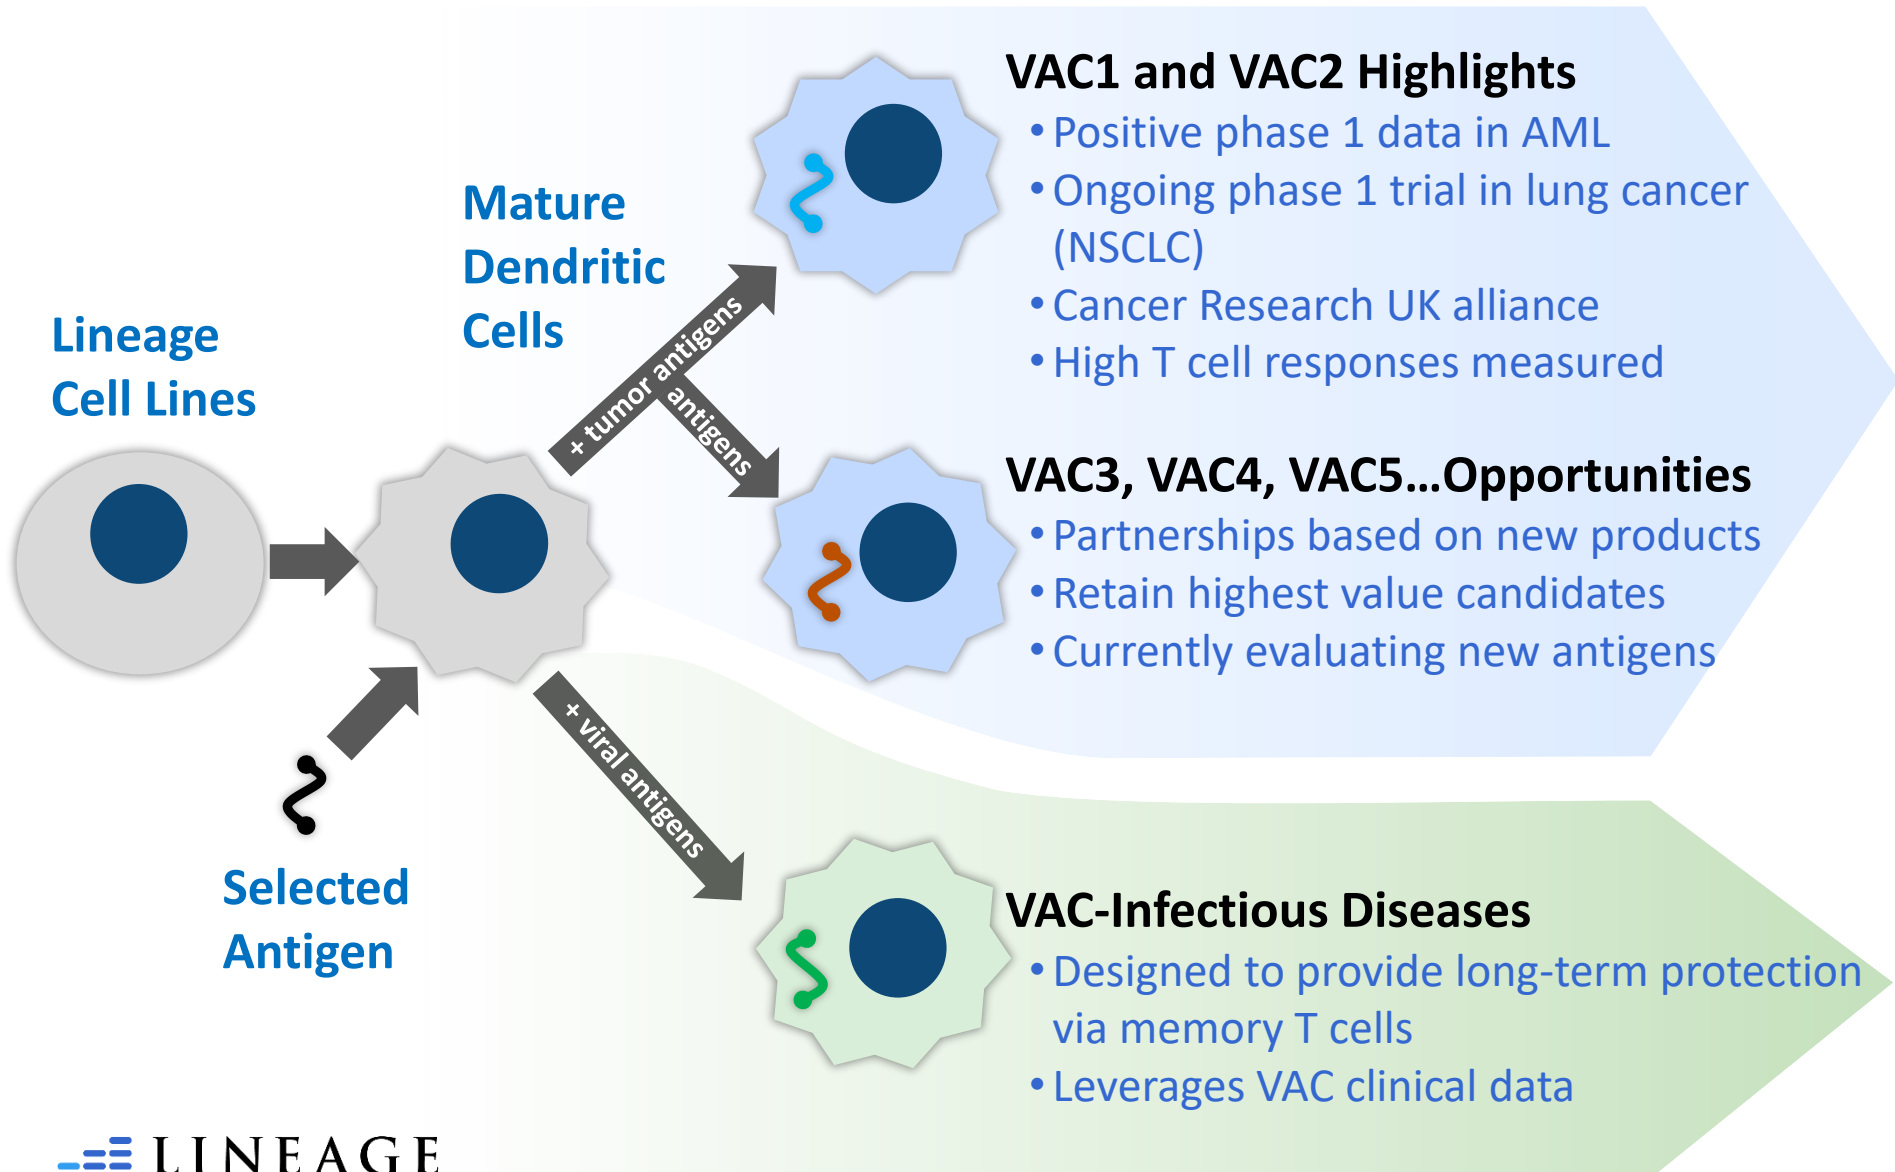 Lineage
Cell Lines
Mature
Dendritic
Cells
Selected
Antigen
+ tumor antigens
antigens
+ viral antigens
VAC1 and VAC2 Highlights
• Positive phase 1 data in AML
• Ongoing phase 1 trial in lung cancer
(NSCLC)
• Cancer Research UK alliance
• High T cell responses measured
VAC3, VAC4, VAC5...Opportunities
• Partnerships based on new products
• Retain highest value candidates
• Currently evaluating new antigens
VAC-Infectious Diseases
• Designed to provide long-term protection
via memory T cells
• Leverages VAC clinical data
LINEAGE